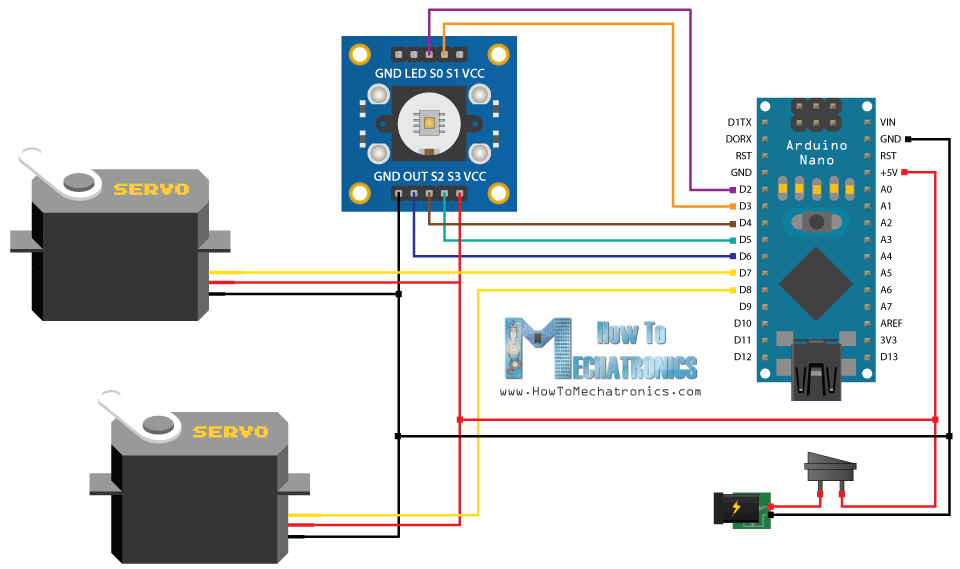 GND LED S0 S1 VCC
GND OUT S2 S3 VCC
SERVO
SERVO
Arduino
Nano
D1TX
DORX
RST
GND
D2
D3
D4
D5
D6
D7
D8
D9
D10
D11
D12
VIN
GND
RST
+5V
A0
A1
A2
A3
A4
A5
A6
A7
AREF
3V3
D13
How To
MECHATRONICS
www.HowToMechatronics.com